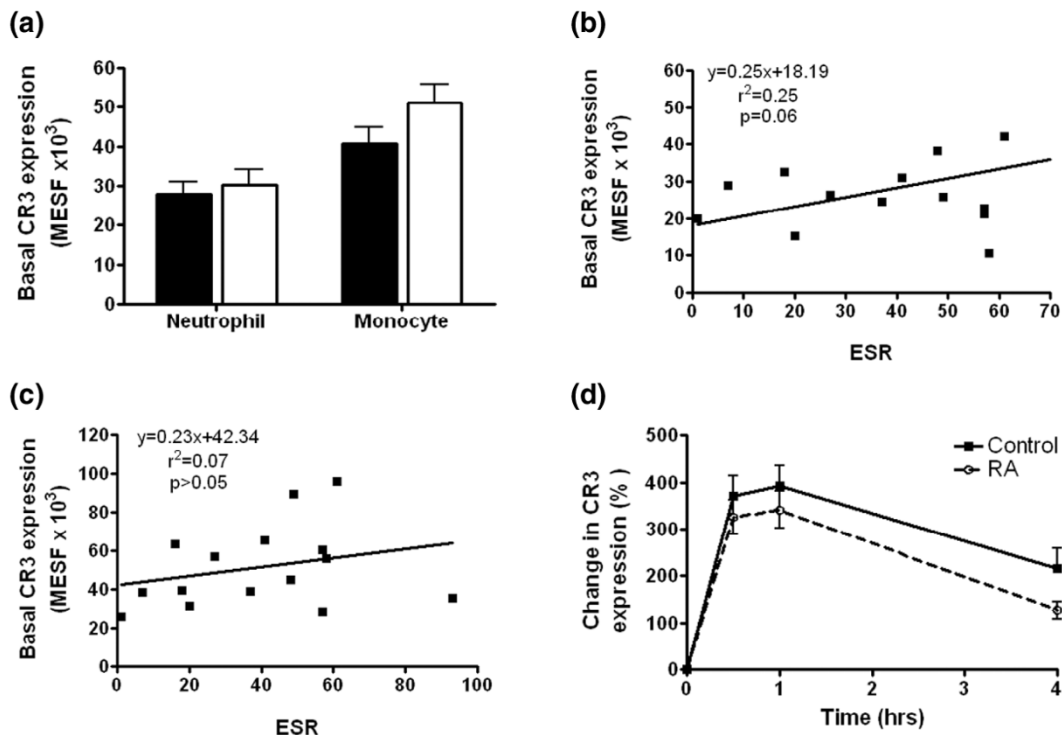 (a)
Basal CR3 expression
(MESF x10³)
60
50
40
30
20
10
0
Neutrophil
Monocyte
(b)
Basal CR3 expression
(MESF x 10³)
60
50
40
30
20
10
0
y=0.25x+18.19
r²=0.25
p=0.06
0 10 20 30 40 50 60 70
ESR
(c)
Basal CR3 expression
(MESF x 10³)
120
100
80
60
40
20
0
y=0.23x+42.34
r²=0.07
p>0.05
0 20 40 60 80 100
ESR
(d)
Change in CR3
expression (% )
500
400
300
200
100
0
Control
RA
0 1 2 3 4
Time (hrs)